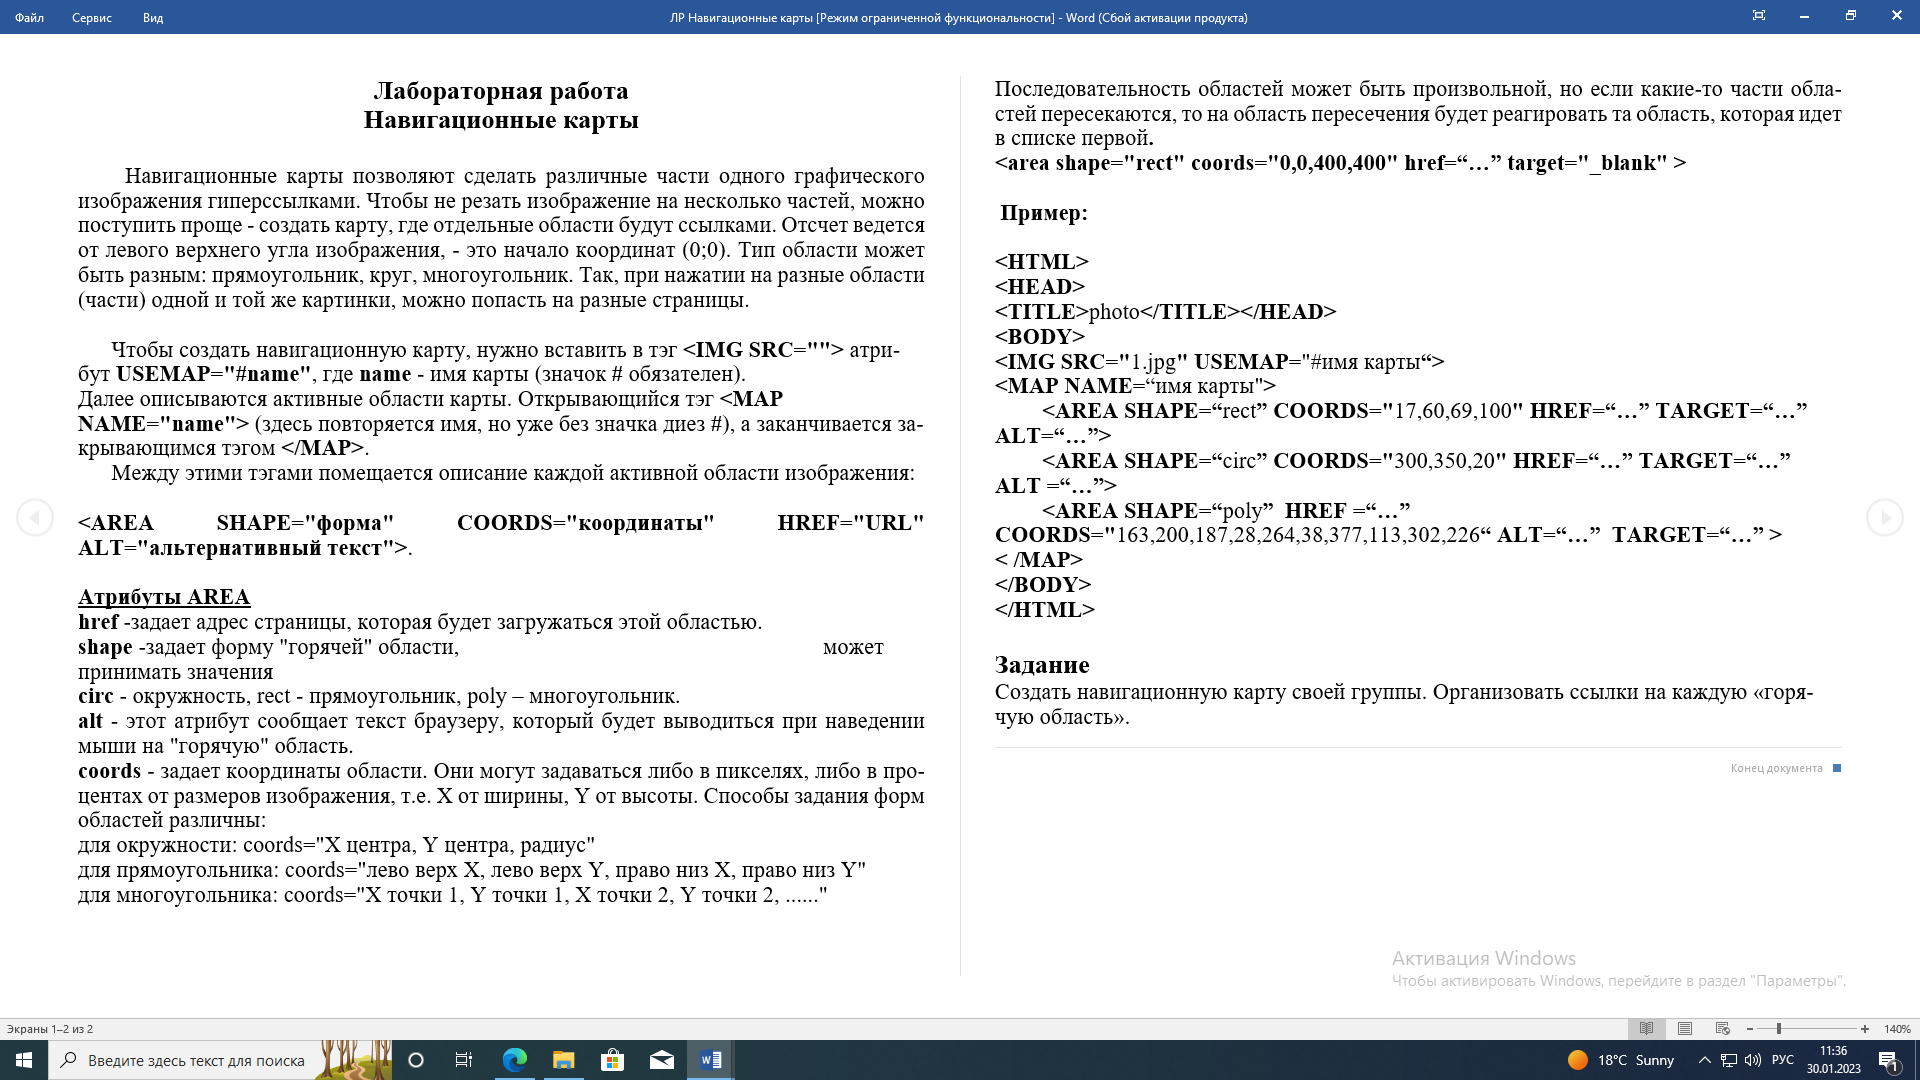 Файл Сервис Вид ЛР Навигационные карты [Режим ограниченной функциональности] - Word (Сбой активации продукта)
Лабораторная работа
Навигационные карты
Навигационные карты позволяют сделать различные части одного графического
изображения гиперссылками. Чтобы не резать изображение на несколько частей, можно
поступить проще - создать карту, где отдельные области будут ссылками. Отсчет ведется
от левого верхнего угла изображения, - это начало координат (0;0). Тип области может
быть разным: прямоугольник, круг, многоугольник. Так, при нажатии на разные области
(части) одной и той же картинки, можно попасть на разные страницы.
Чтобы создать навигационную карту, нужно вставить в тэг <IMG SRC=""> атри-
бут USEMAP="#name", где name - имя карты (значок # обязателен).
Далее описываются активные области карты. Открывающийся тэг <MAP
NAME="name"> (здесь повторяется имя, но уже без значка диез #), а заканчивается за-
крывающимся тэгом </MAP>.
Между этими тэгами помещается описание каждой активной области изображения:
<AREA SHAPE="форма" COORDS="координаты" HREF="URL"
ALT="альтернативный текст">.
Атрибуты AREA
href -задает адрес страницы, которая будет загружаться этой областью.
shape -задает форму "горячей" области, может
принимать значения
circ - окружность, rect - прямоугольник, poly – многоугольник.
alt - этот атрибут сообщает текст браузеру, который будет выводиться при наведении
мыши на "горячую" область.
coords - задает координаты области. Они могут задаваться либо в пикселях, либо в про-
центах от размеров изображения, т.е. X от ширины, Y от высоты. Способы задания форм
областей различны:
для окружности: coords="X центра, Y центра, радиус"
для прямоугольника: coords="лево верх X, лево верх Y, право низ X, право низ Y"
для многоугольника: coords="X точки 1, Y точки 1, X точки 2, Y точки 2, ......"
Последовательность областей может быть произвольной, но если какие-то части обла-
стей пересекаются, то на область пересечения будет реагировать та область, которая идет
в списке первой.
<area shape="rect" coords="0,0,400,400" href=“…” target="_blank" >
Пример:
<HTML>
<HEAD>
<TITLE>photo</TITLE></HEAD>
<BODY>
<IMG SRC="1.jpg" USEMAP="#имя карты“>
<MAP NAME=“имя карты">
<AREA SHAPE=“rect” COORDS="17,60,69,100" HREF=“…” TARGET=“…”
ALT=“…”>
<AREA SHAPE=“circ” COORDS="300,350,20" HREF=“…” TARGET=“…”
ALT =“…”>
<AREA SHAPE=“poly” HREF =“…”
COORDS="163,200,187,28,264,38,377,113,302,226“ ALT=“…” TARGET=“…” >
< /MAP>
</BODY>
</HTML>
Задание
Создать навигационную карту своей группы. Организовать ссылки на каждую «горя-
чую область».
Конец документа
Активация Windows
Чтобы активировать Windows, перейдите в раздел "Параметры".
Экраны 1–2 из 2 140%
Введите здесь текст для поиска 18°C Sunny РУС 11:36
30.01.2023
1